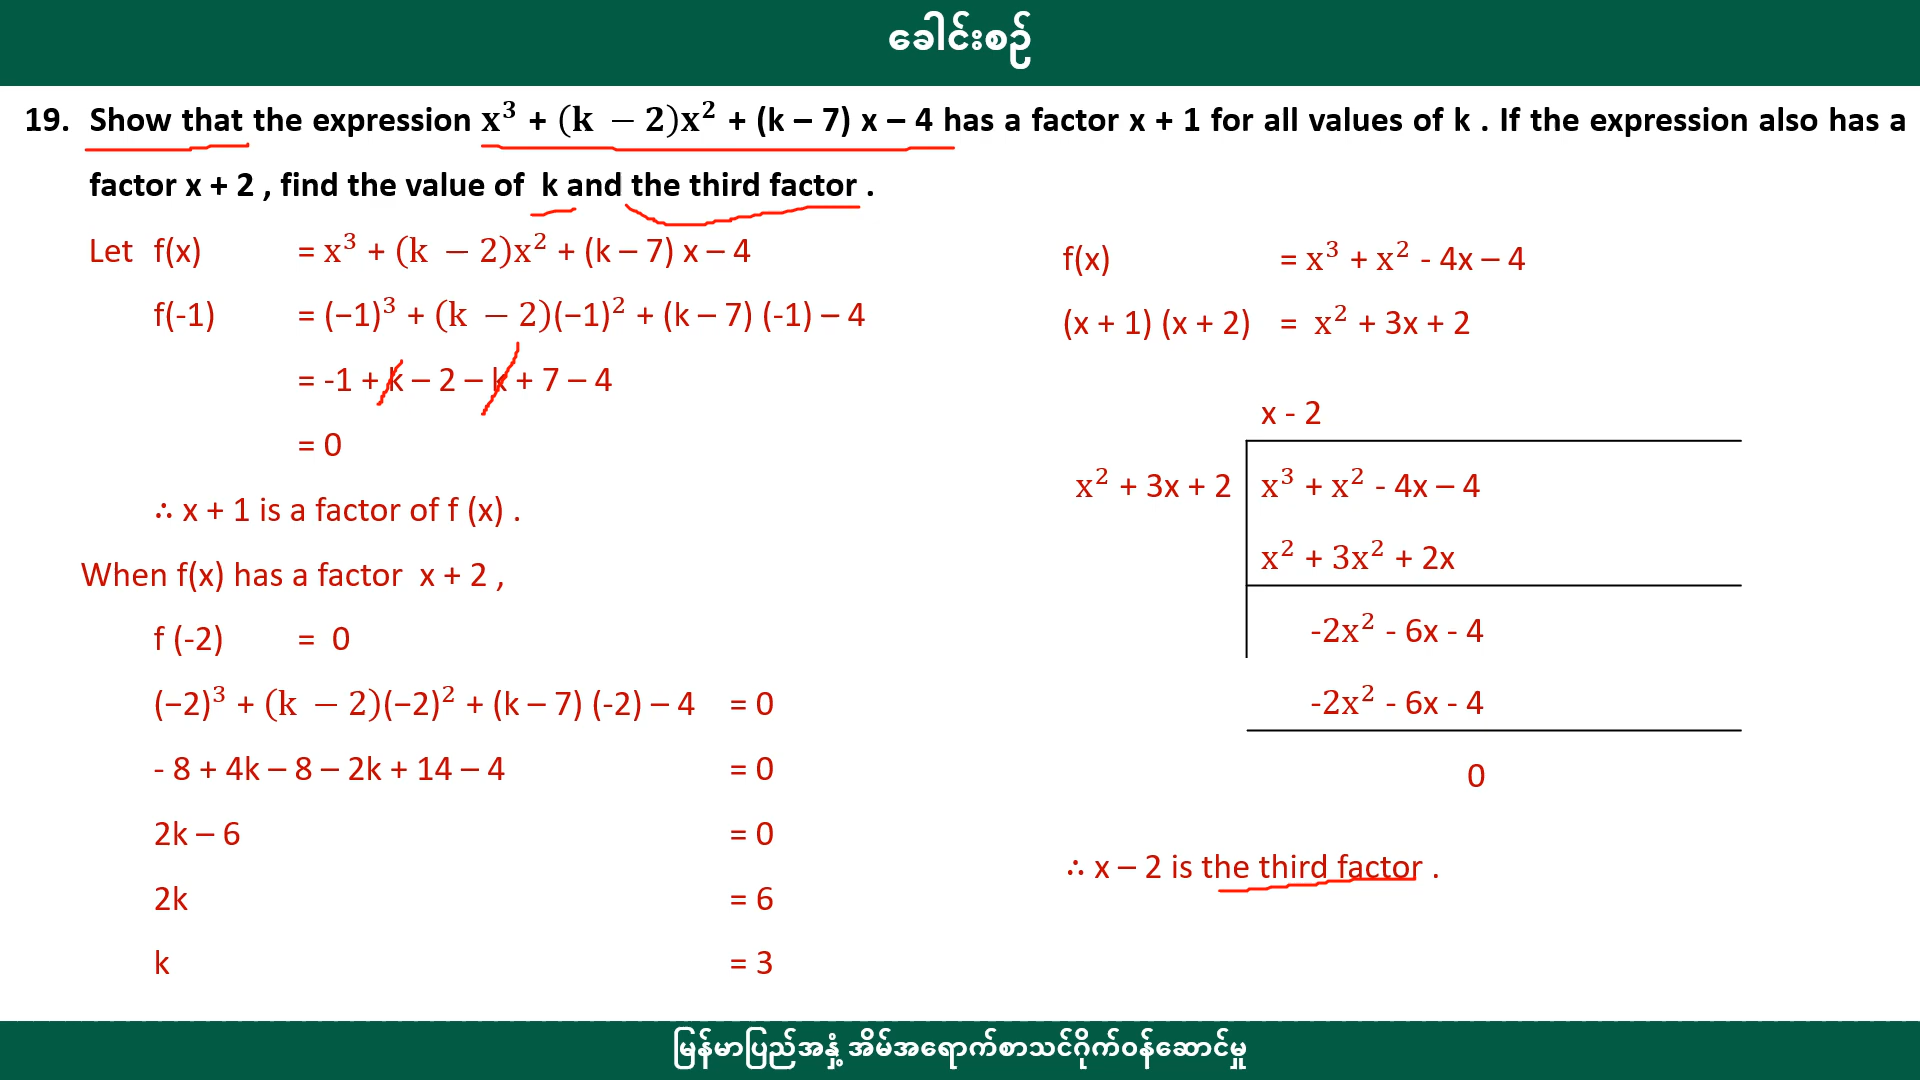 ခေါင်းစဉ်
19. Show that the expression x³ + (k − 2)x² + (k – 7) x – 4 has a factor x + 1 for all values of k . If the expression also has a
factor x + 2 , find the value of k and the third factor .
Let f(x) = x³ + (k − 2)x² + (k – 7) x – 4
f(-1) = (−1)³ + (k − 2)(−1)² + (k – 7) (-1) – 4
= -1 + k – 2 – k + 7 – 4
= 0
∴ x + 1 is a factor of f (x) .
When f(x) has a factor x + 2 ,
f (-2) = 0
(−2)³ + (k − 2)(−2)² + (k – 7) (-2) – 4 = 0
- 8 + 4k – 8 – 2k + 14 – 4 = 0
2k – 6 = 0
2k = 6
k = 3
f(x) = x³ + x² - 4x – 4
(x + 1) (x + 2) = x² + 3x + 2
x - 2
x² + 3x + 2 x³ + x² - 4x – 4
x² + 3x² + 2x
-2x² - 6x - 4
-2x² - 6x - 4
0
∴ x – 2 is the third factor .
မြန်မာပြည်အနှံ့ အိမ်အရောက်စာသင်ဂိုက်ဝန်ဆောင်မှု